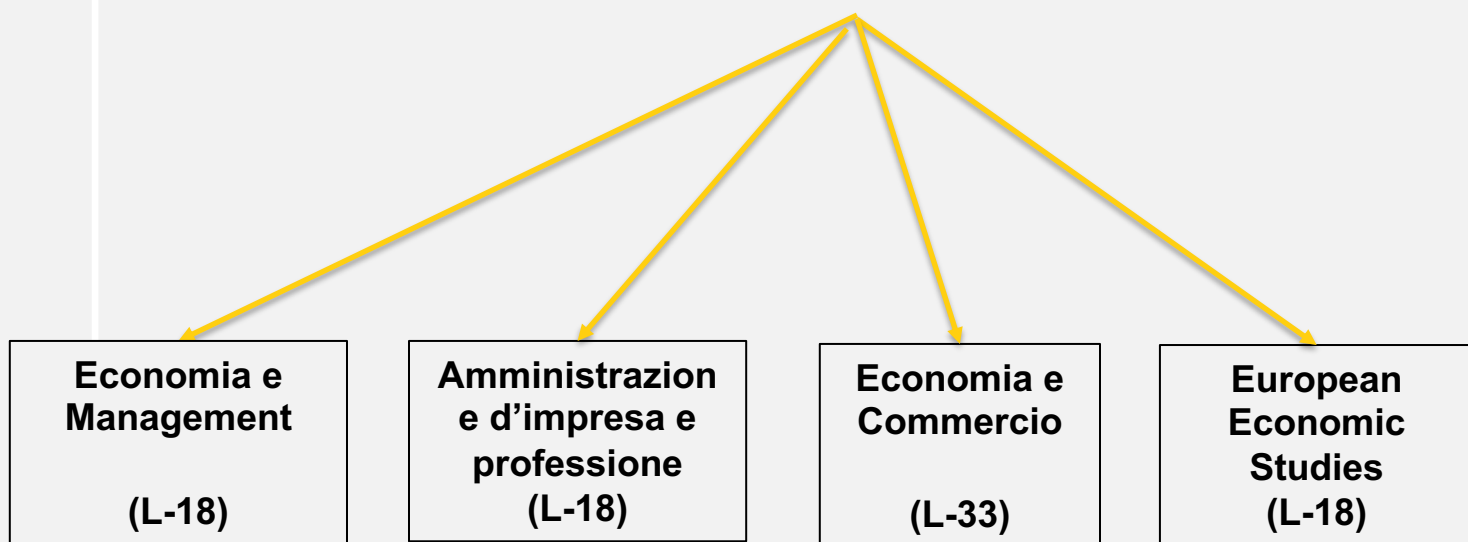 Economia e
Management
(L-18)
Amministrazion
e d’impresa e
professione
(L-18)
Economia e
Commercio
(L-33)
European
Economic
Studies
(L-18)